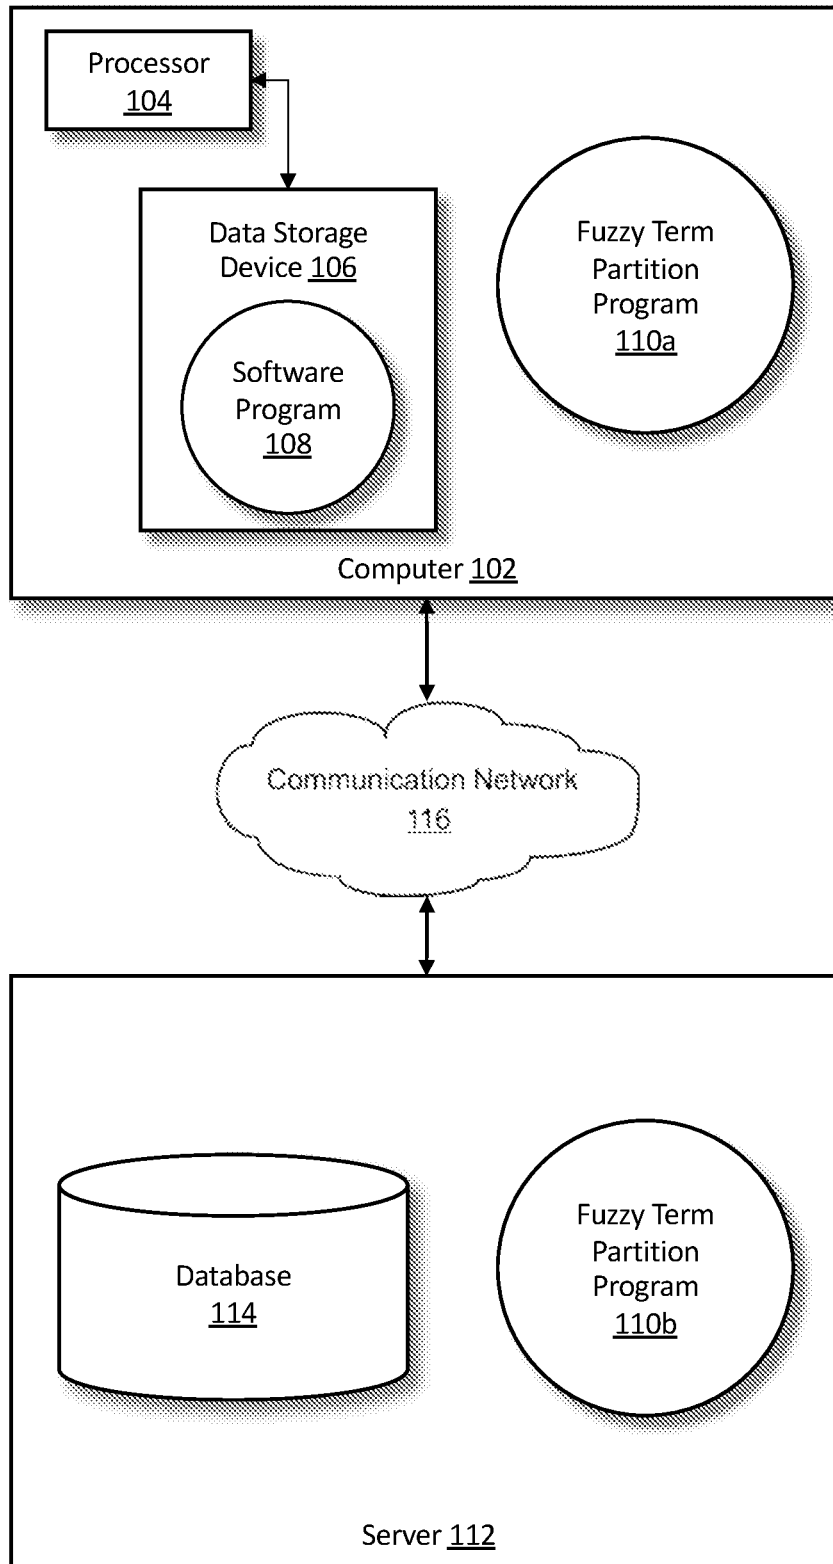 Processor
104
Data Storage
Device 106
Software
Program
108
Fuzzy Term
Partition
Program
110a
Computer 102
Communication Network
116
Database
114
Fuzzy Term
Partition
Program
110b
Server 112